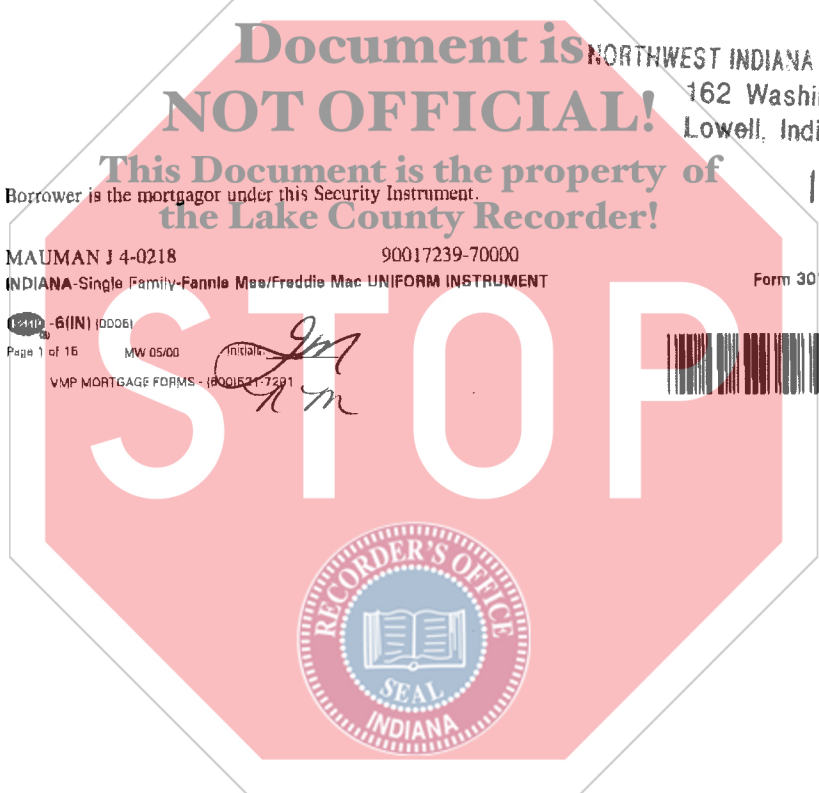 Document is
NOT OFFICIAL!
This Document is the property of
the Lake County Recorder!
NORTHWEST INDIANA
162 Washi
Lowell, Indi
Borrower is the mortgagor under this Security Instrument.
MAUMAN J 4-0218 90017239-70000
INDIANA-Single Family-Fannie Mae/Freddie Mac UNIFORM INSTRUMENT Form 30
-6(IN) (0006)
Page 1 of 16 MW 05/00 Initials:
VMP MORTGAGE FORMS - (800)521-7291
STOP
RECORDER'S OFFICE
SEAL
INDIANA